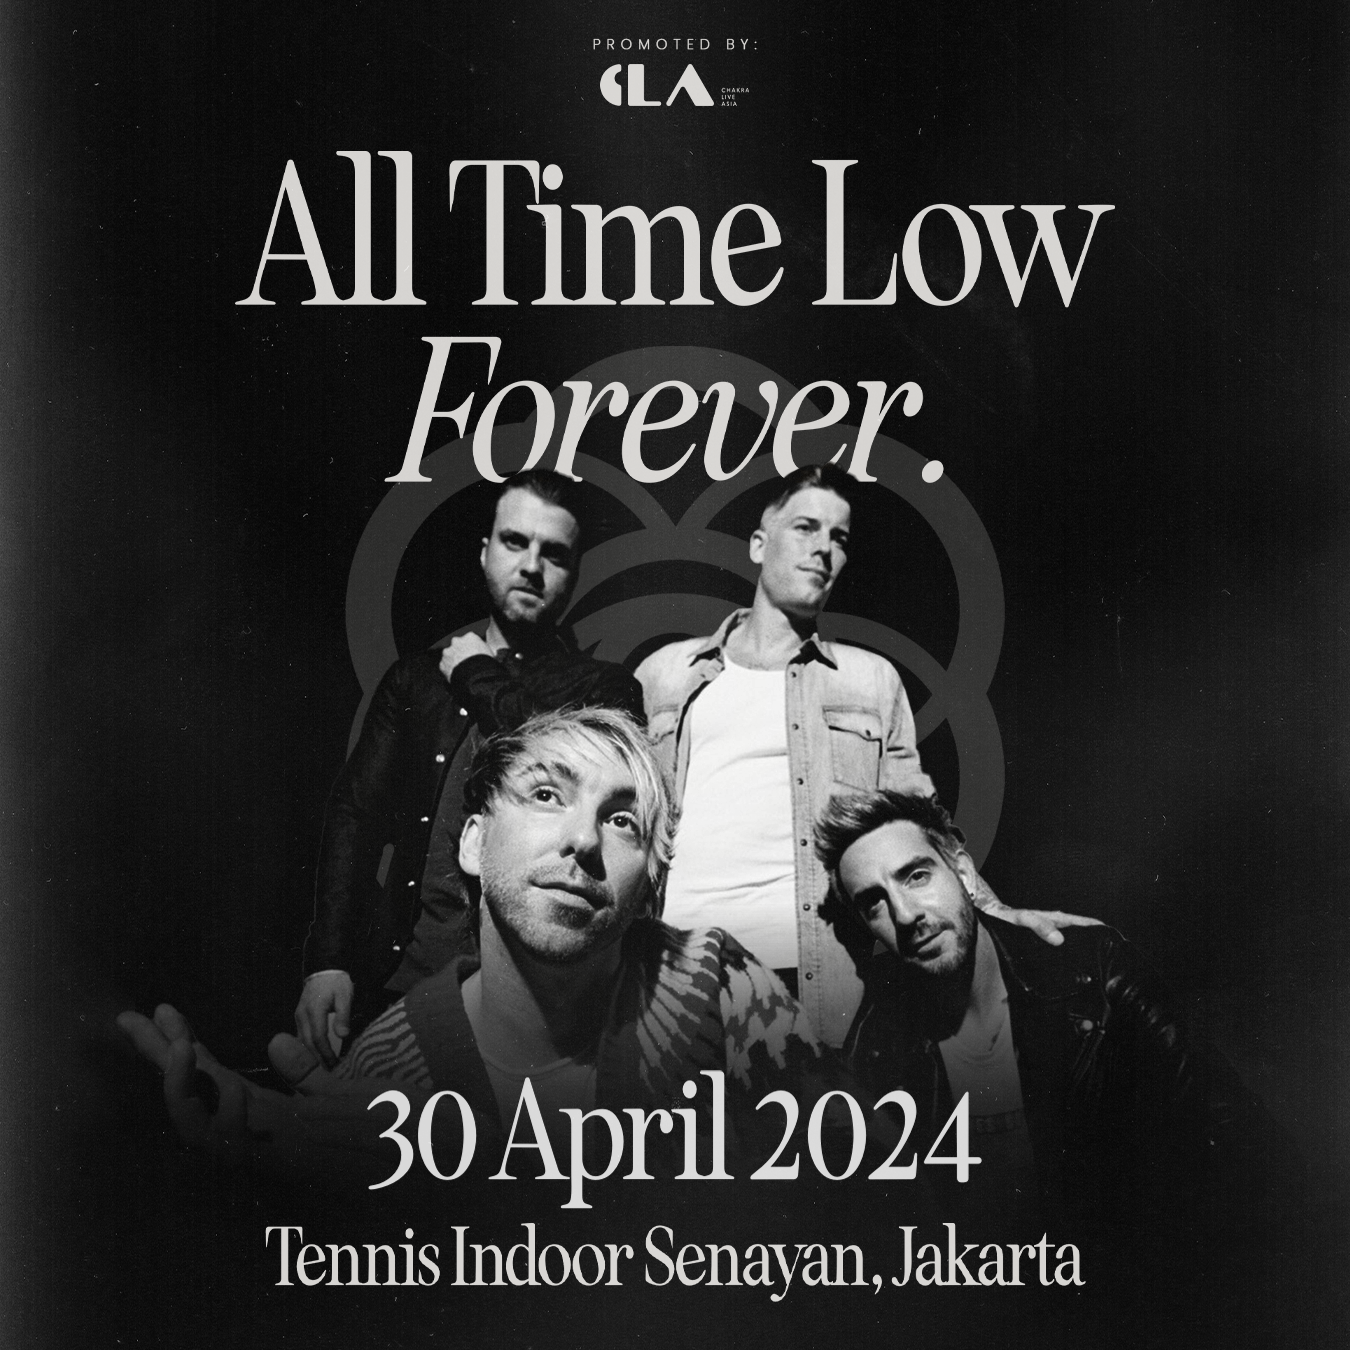 PROMOTED BY:
CLA
CHAKRA
LIVE
ASIA
All Time Low
Forever.
30 April 2024
Tennis Indoor Senayan, Jakarta